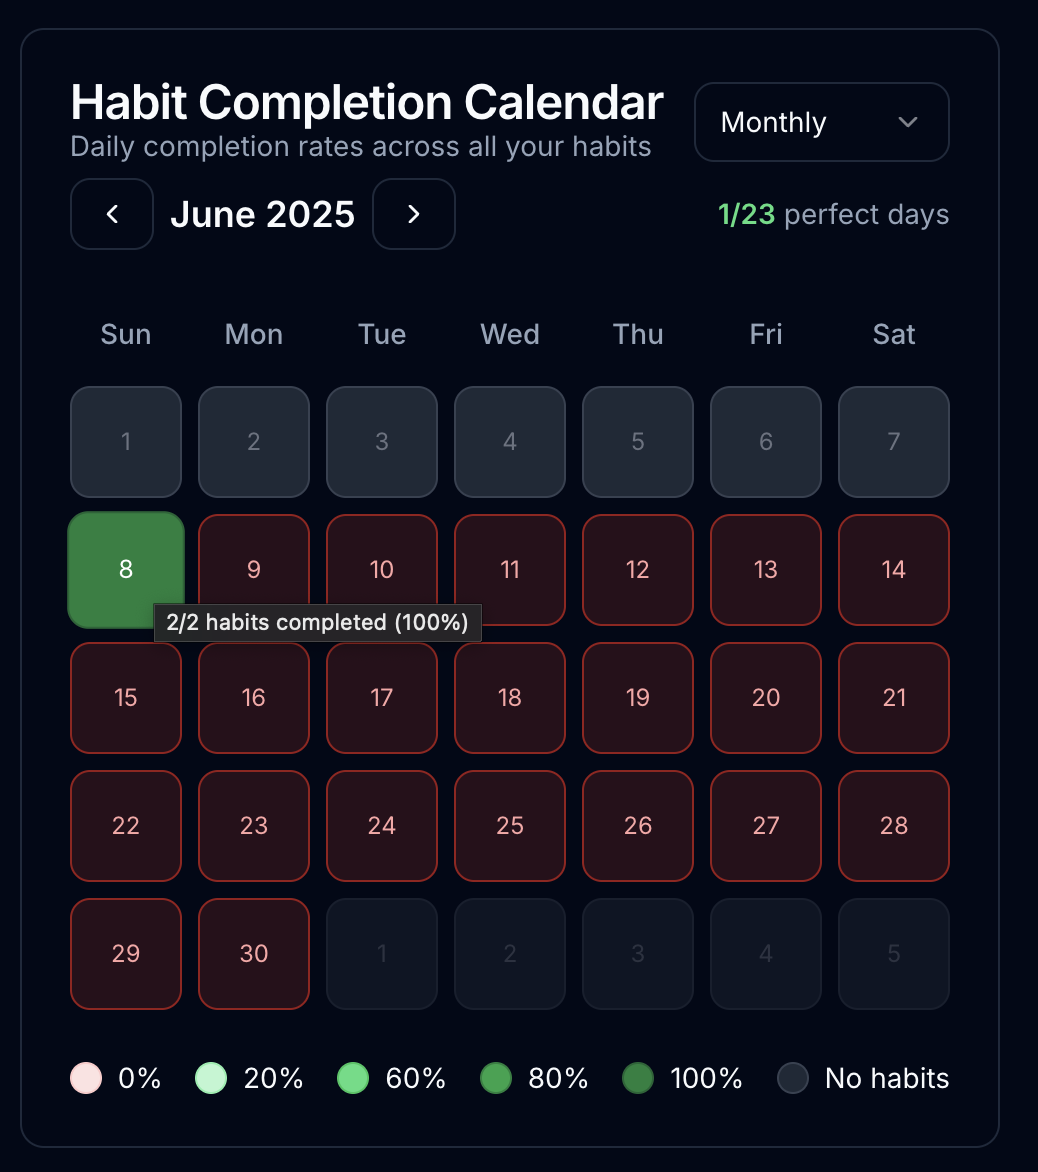 Habit Completion Calendar
Daily completion rates across all your habits
Monthly
June 2025
1/23 perfect days
Sun Mon Tue Wed Thu Fri Sat
1 2 3 4 5 6 7
8 9 10 11 12 13 14
2/2 habits completed (100%)
15 16 17 18 19 20 21
22 23 24 25 26 27 28
29 30 1 2 3 4 5
0% 20% 60% 80% 100% No habits